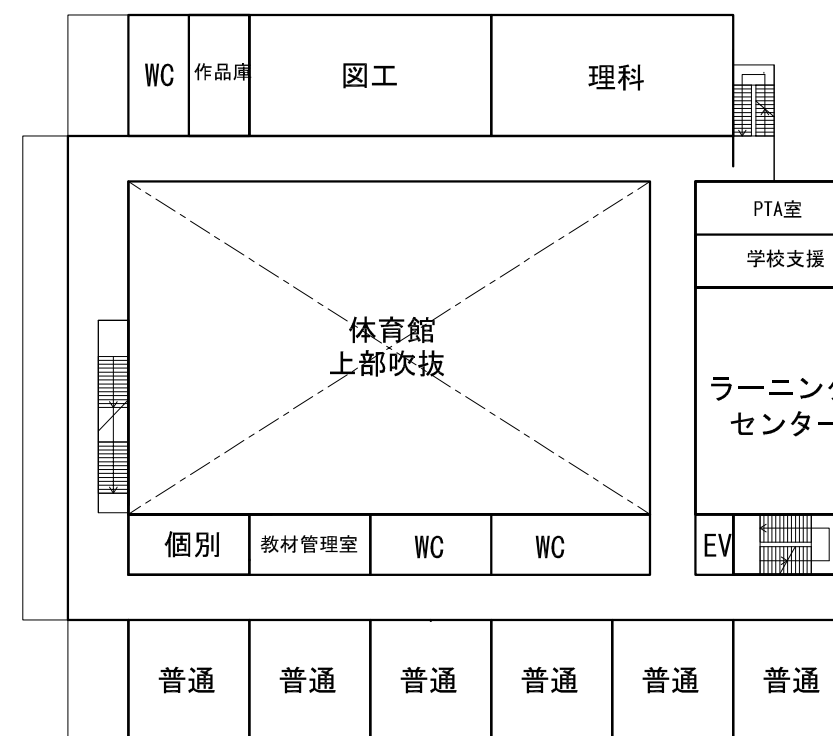 WC
作品庫
図工
理科
PTA室
学校支援
体育館
上部吹抜
ラーニング
センター
個別
教材管理室
WC
WC
EV
普通
普通
普通
普通
普通
普通